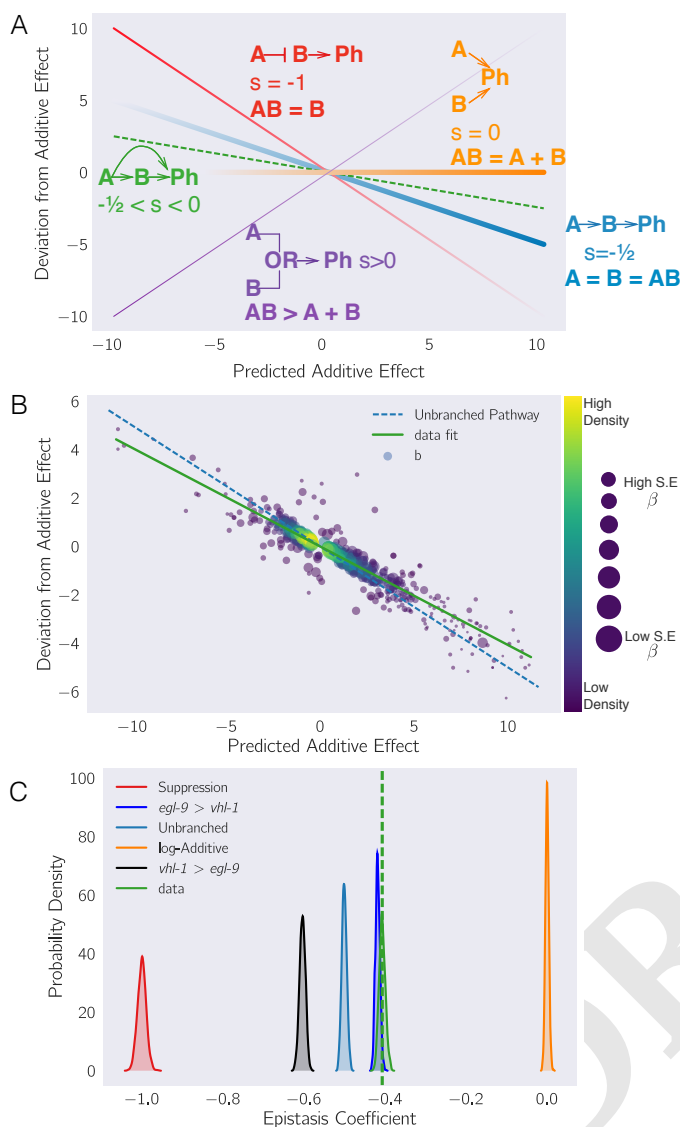 A
Deviation from Additive Effect
10
5
0
−5
−10
A B Ph
s = -1
AB = B
A
Ph
B
s = 0
AB = A + B
A B Ph
-½ < s < 0
A
OR Ph s>0
B
AB > A + B
A B Ph
s=-½
A = B = AB
−10 −5 0 5 10
Predicted Additive Effect
B
Deviation from Additive Effect
6
4
2
0
−2
−4
−6
Unbranched Pathway
data fit
b
High
Density
Low
Density
High S.E
β
Low S.E
β
−10 −5 0 5 10
Predicted Additive Effect
C
Probability Density
100
80
60
40
20
0
Suppression
egl-9 > vhl-1
Unbranched
log-Additive
vhl-1 > egl-9
data
−1.0 −0.8 −0.6 −0.4 −0.2 0.0
Epistasis Coefficient